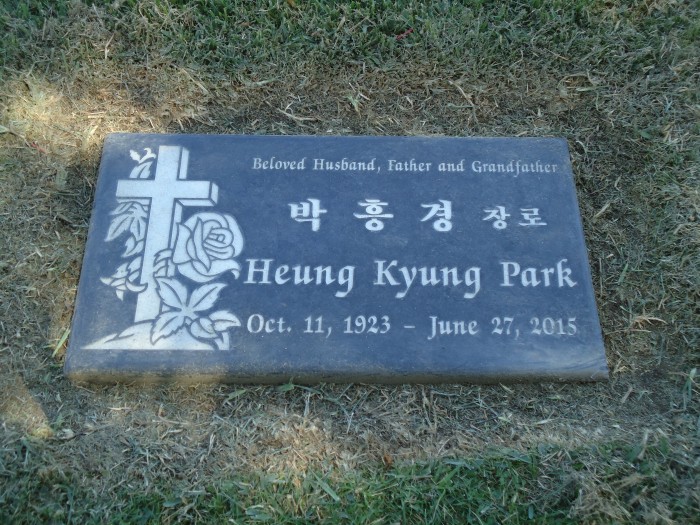 Beloved Husband, Father and Grandfather
박 흥 경 장로
Heung Kyung Park
Oct. 11, 1923 - June 27, 2015